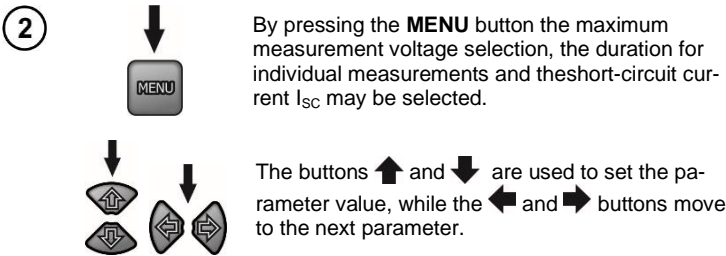 2
MENU
By pressing the MENU button the maximum
measurement voltage selection, the duration for
individual measurements and theshort-circuit cur-
rent ISC may be selected.
The buttons 🡅 and 🡇 are used to set the pa-
rameter value, while the 🡄 and 🡆 buttons move
to the next parameter.